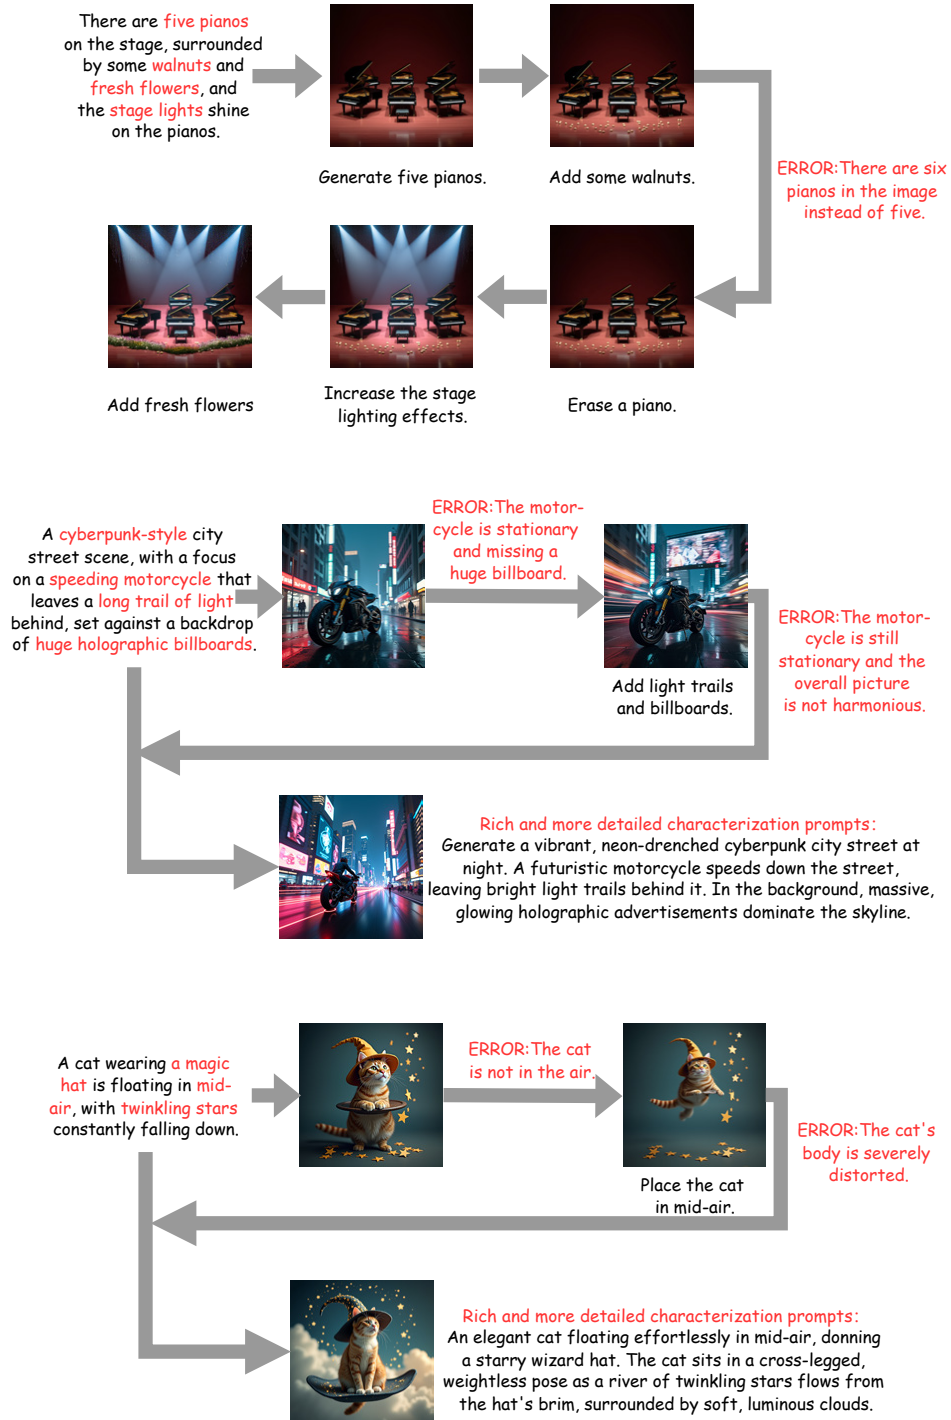 There are five pianos
on the stage, surrounded
by some walnuts and
fresh flowers, and
the stage lights shine
on the pianos.
Generate five pianos.
Add some walnuts.
ERROR:There are six
pianos in the image
instead of five.
Add fresh flowers
Increase the stage
lighting effects.
Erase a piano.
A cyberpunk-style city
street scene, with a focus
on a speeding motorcycle that
leaves a long trail of light
behind, set against a backdrop
of huge holographic billboards.
ERROR:The motor-
cycle is stationary
and missing a
huge billboard.
Add light trails
and billboards.
ERROR:The motor-
cycle is still
stationary and the
overall picture
is not harmonious.
Rich and more detailed characterization prompts:
Generate a vibrant, neon-drenched cyberpunk city street at
night. A futuristic motorcycle speeds down the street,
leaving bright light trails behind it. In the background, massive,
glowing holographic advertisements dominate the skyline.
A cat wearing a magic
hat is floating in mid-
air, with twinkling stars
constantly falling down.
ERROR:The cat
is not in the air.
Place the cat
in mid-air.
ERROR:The cat's
body is severely
distorted.
Rich and more detailed characterization prompts:
An elegant cat floating effortlessly in mid-air, donning
a starry wizard hat. The cat sits in a cross-legged,
weightless pose as a river of twinkling stars flows from
the hat's brim, surrounded by soft, luminous clouds.